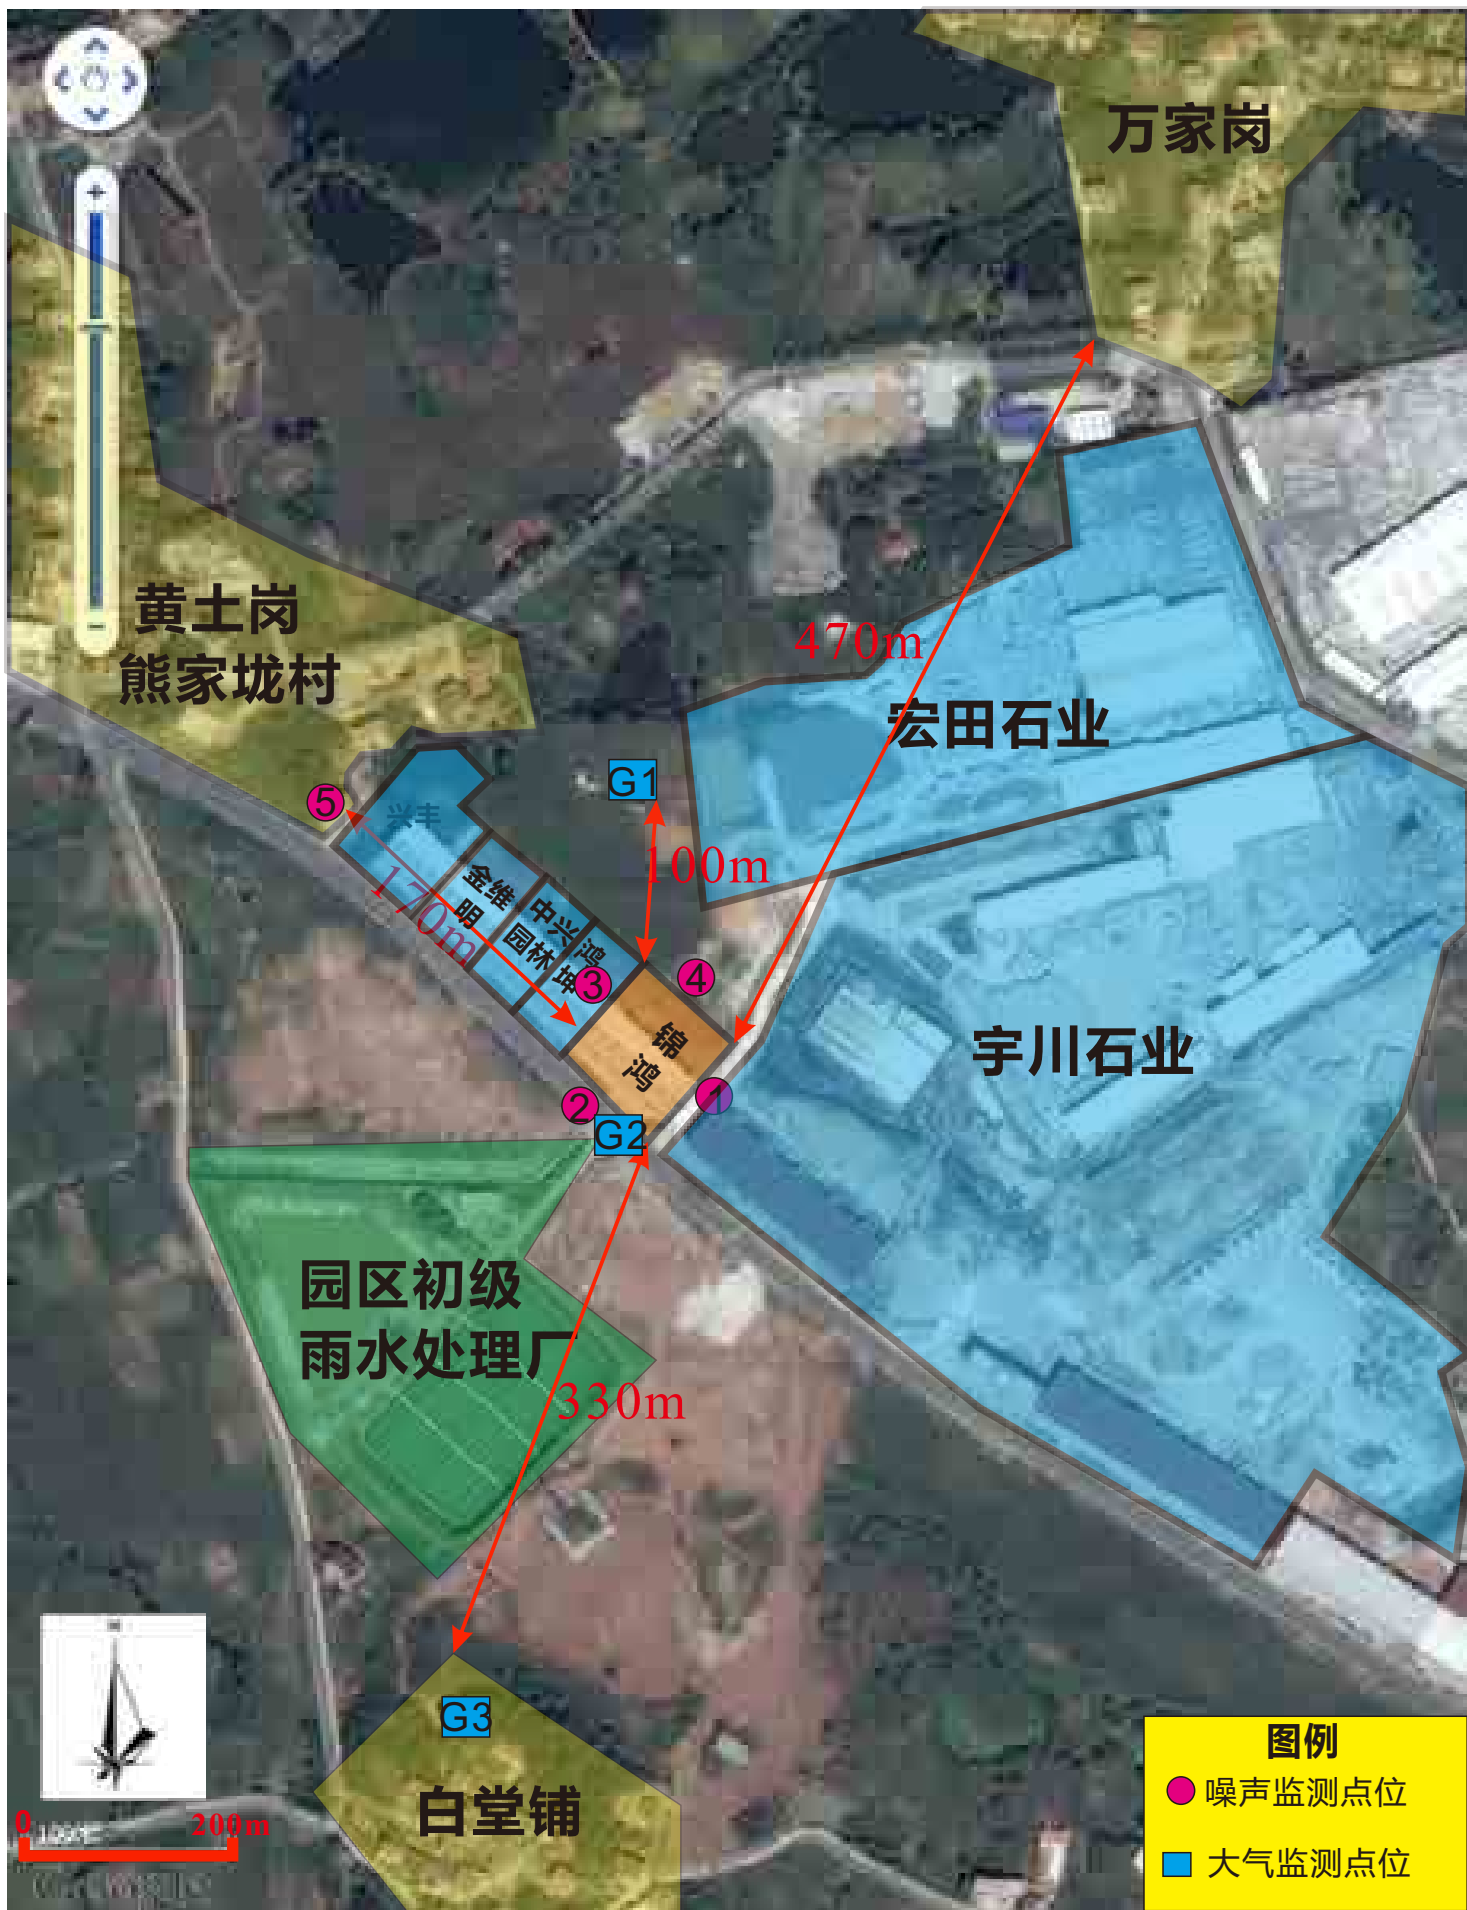 万家岗
黄土岗
熊家垅村
470m
宏田石业
G1
5
兴丰
100m
金维
明
中兴
园林
鸿
坤
170m
3
4
锦
鸿
宇川石业
1
2
G2
园区初级
雨水处理厂
330m
G3
白堂铺
0
200m
图例
噪声监测点位
大气监测点位